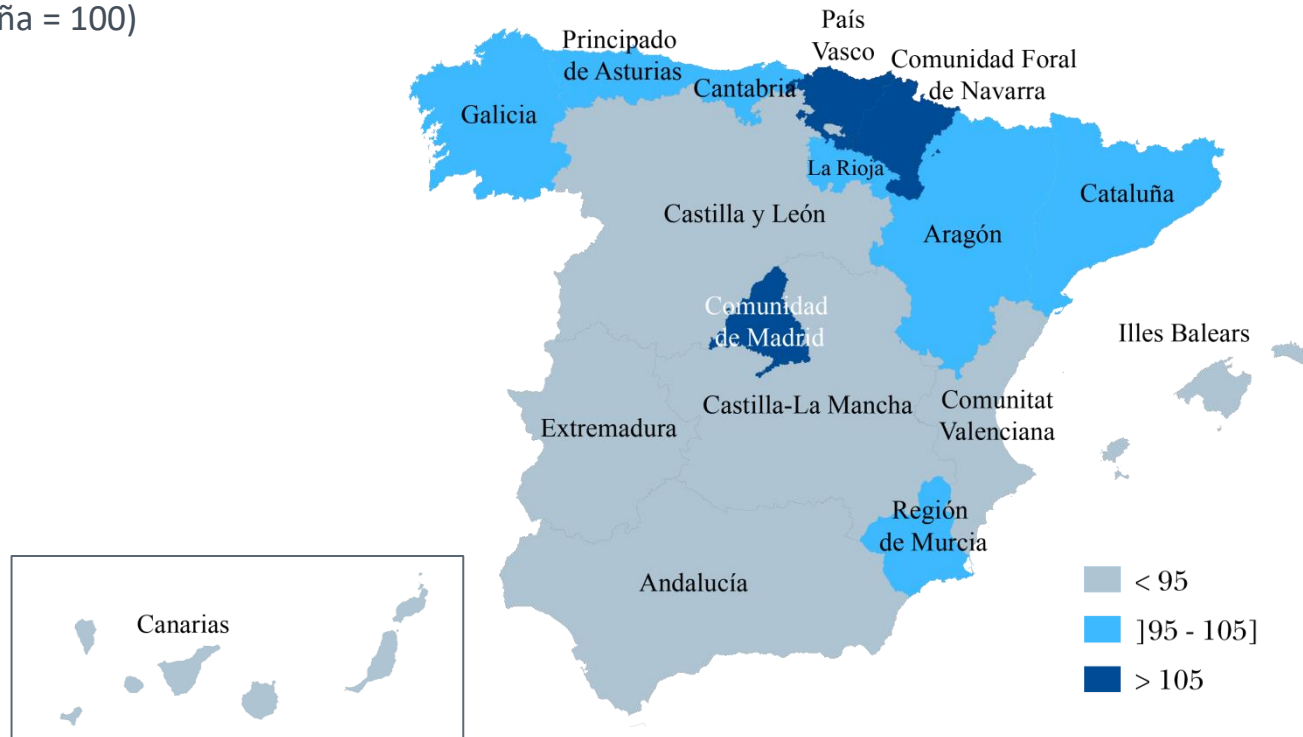 ña = 100)
País
Vasco
Principado
de Asturias
Comunidad Foral
de Navarra
Cantabria
Galicia
La Rioja
Cataluña
Castilla y León
Aragón
Comunidad
de Madrid
Illes Balears
Castilla-La Mancha
Comunitat
Valenciana
Extremadura
Región
de Murcia
Andalucía
Canarias
< 95
]95 - 105]
> 105